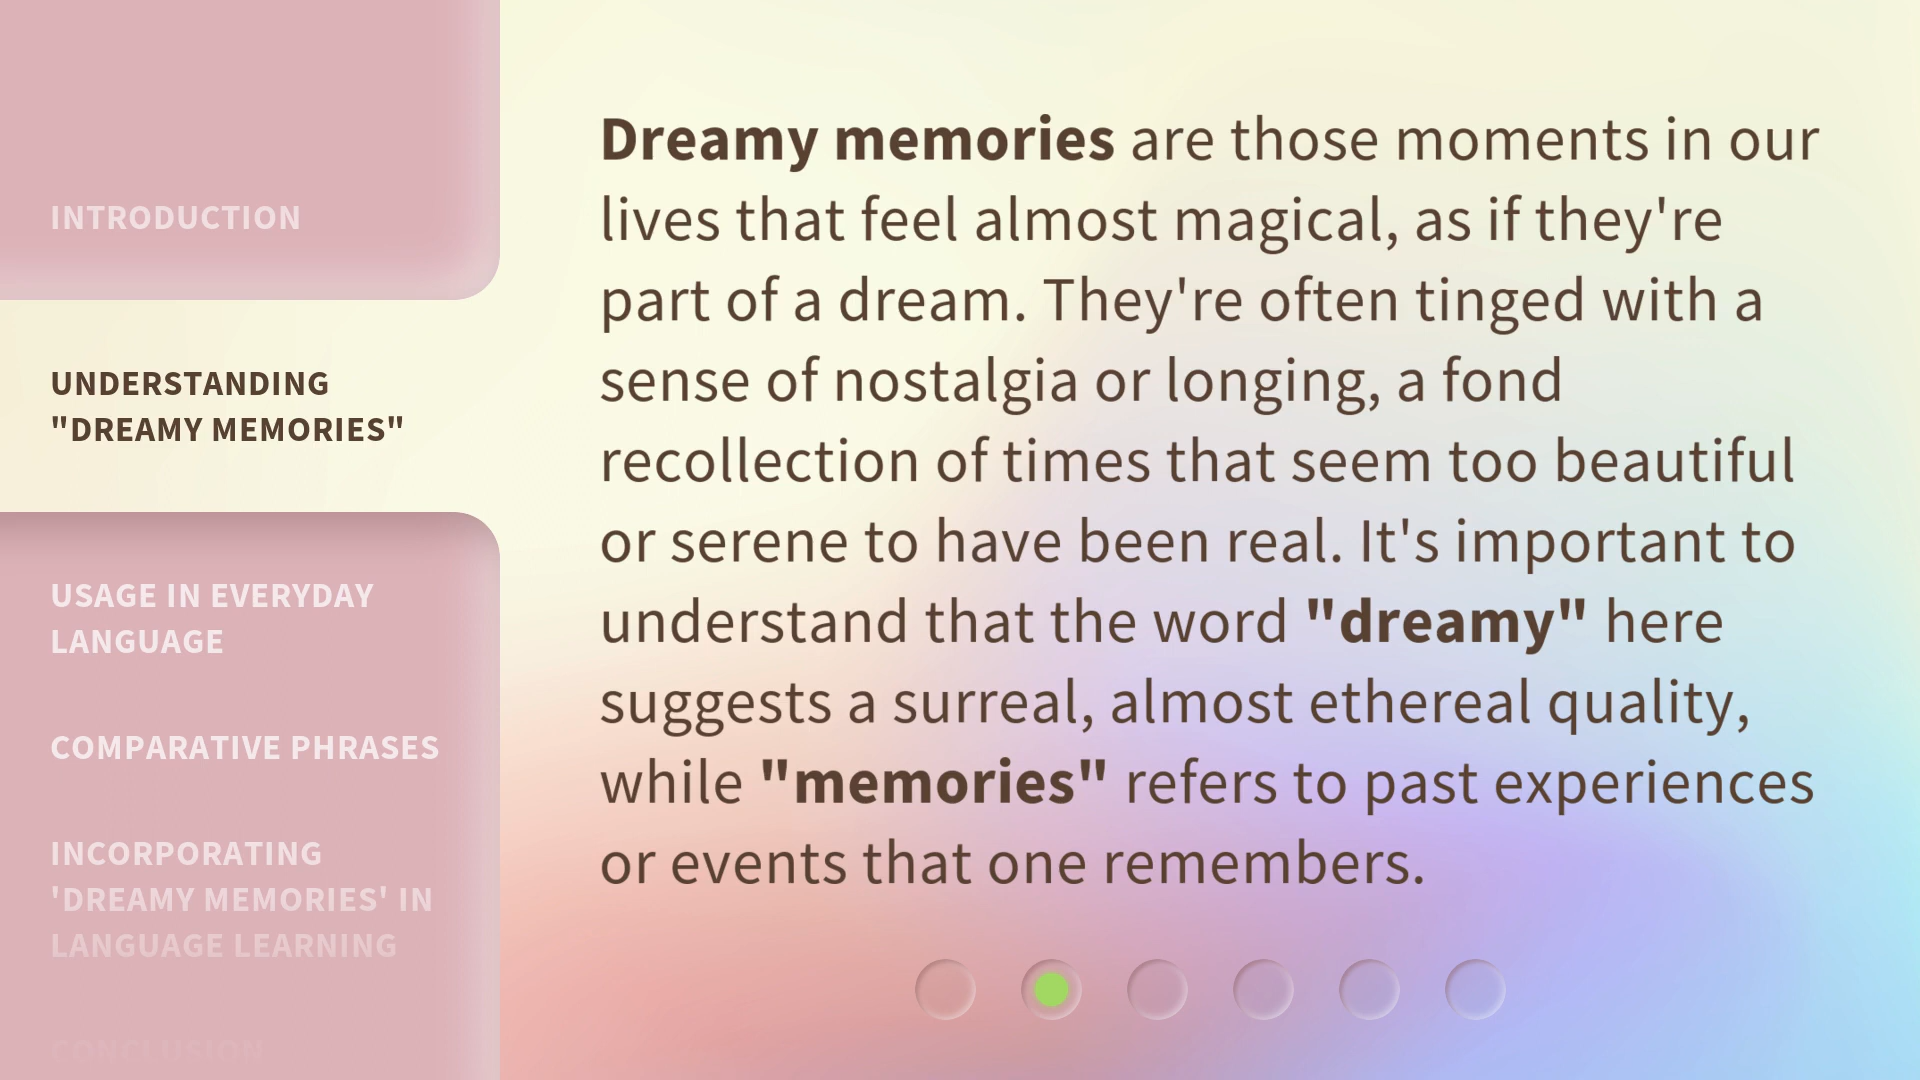 INTRODUCTION
UNDERSTANDING
"DREAMY MEMORIES"
USAGE IN EVERYDAY
LANGUAGE
COMPARATIVE PHRASES
INCORPORATING
'DREAMY MEMORIES' IN
LANGUAGE LEARNING
CONCLUSION
Dreamy memories are those moments in our
lives that feel almost magical, as if they're
part of a dream. They're often tinged with a
sense of nostalgia or longing, a fond
recollection of times that seem too beautiful
or serene to have been real. It's important to
understand that the word "dreamy" here
suggests a surreal, almost ethereal quality,
while "memories" refers to past experiences
or events that one remembers.